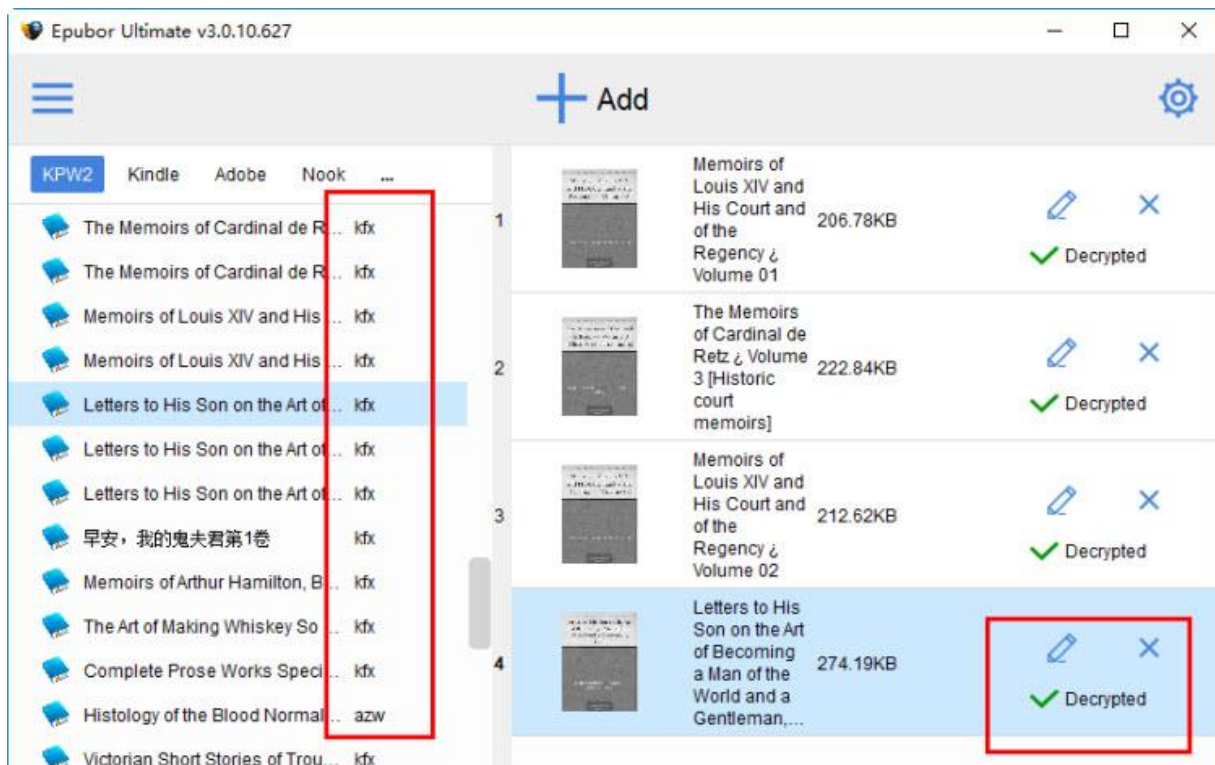 Epubor Ultimate v3.0.10.627
Add
KPW2 Kindle Adobe Nook ...
The Memoirs of Cardinal de R... kfx
The Memoirs of Cardinal de R... kfx
Memoirs of Louis XIV and His ... kfx
Memoirs of Louis XIV and His ... kfx
Letters to His Son on the Art of... kfx
Letters to His Son on the Art of... kfx
Letters to His Son on the Art of... kfx
早安，我的鬼夫君第1卷 kfx
Memoirs of Arthur Hamilton, B... kfx
The Art of Making Whiskey So ... kfx
Complete Prose Works Speci... kfx
Histology of the Blood Normal... azw
Victorian Short Stories of Trou... kfx
1
Memoirs of
Louis XIV and
His Court and
of the
Regency ¿
Volume 01
206.78KB
Decrypted
2
The Memoirs
of Cardinal de
Retz ¿ Volume
3 [Historic
court
memoirs]
222.84KB
Decrypted
3
Memoirs of
Louis XIV and
His Court and
of the
Regency ¿
Volume 02
212.62KB
Decrypted
4
Letters to His
Son on the Art
of Becoming
a Man of the
World and a
Gentleman,...
274.19KB
Decrypted